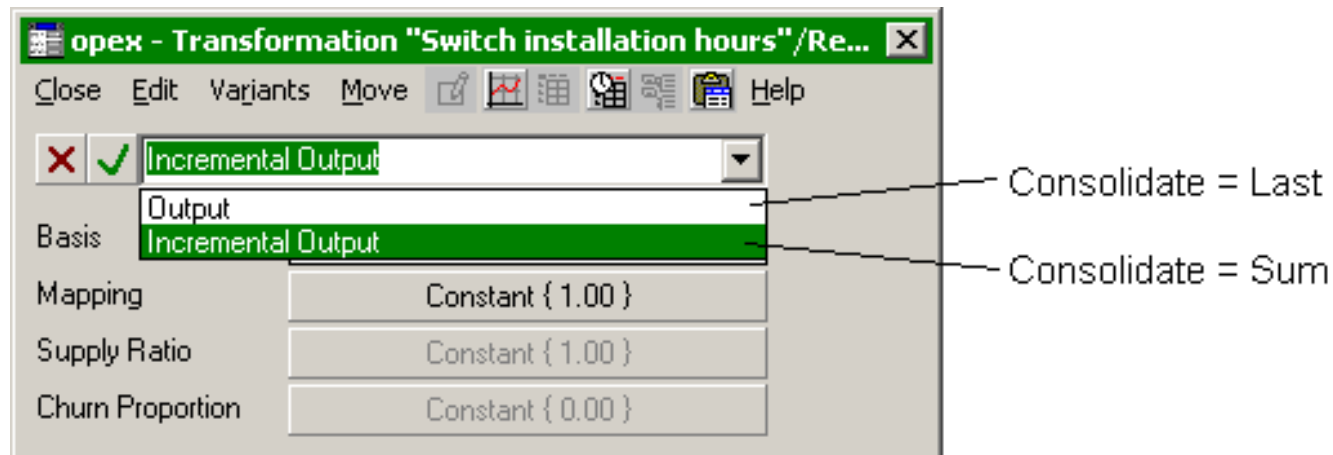 opex - Transformation "Switch installation hours"/Re...
Close Edit Variants Move Help
Incremental Output
Output
Consolidate = Last
Basis
Incremental Output
Consolidate = Sum
Mapping Constant { 1.00 }
Supply Ratio Constant { 1.00 }
Churn Proportion Constant { 0.00 }